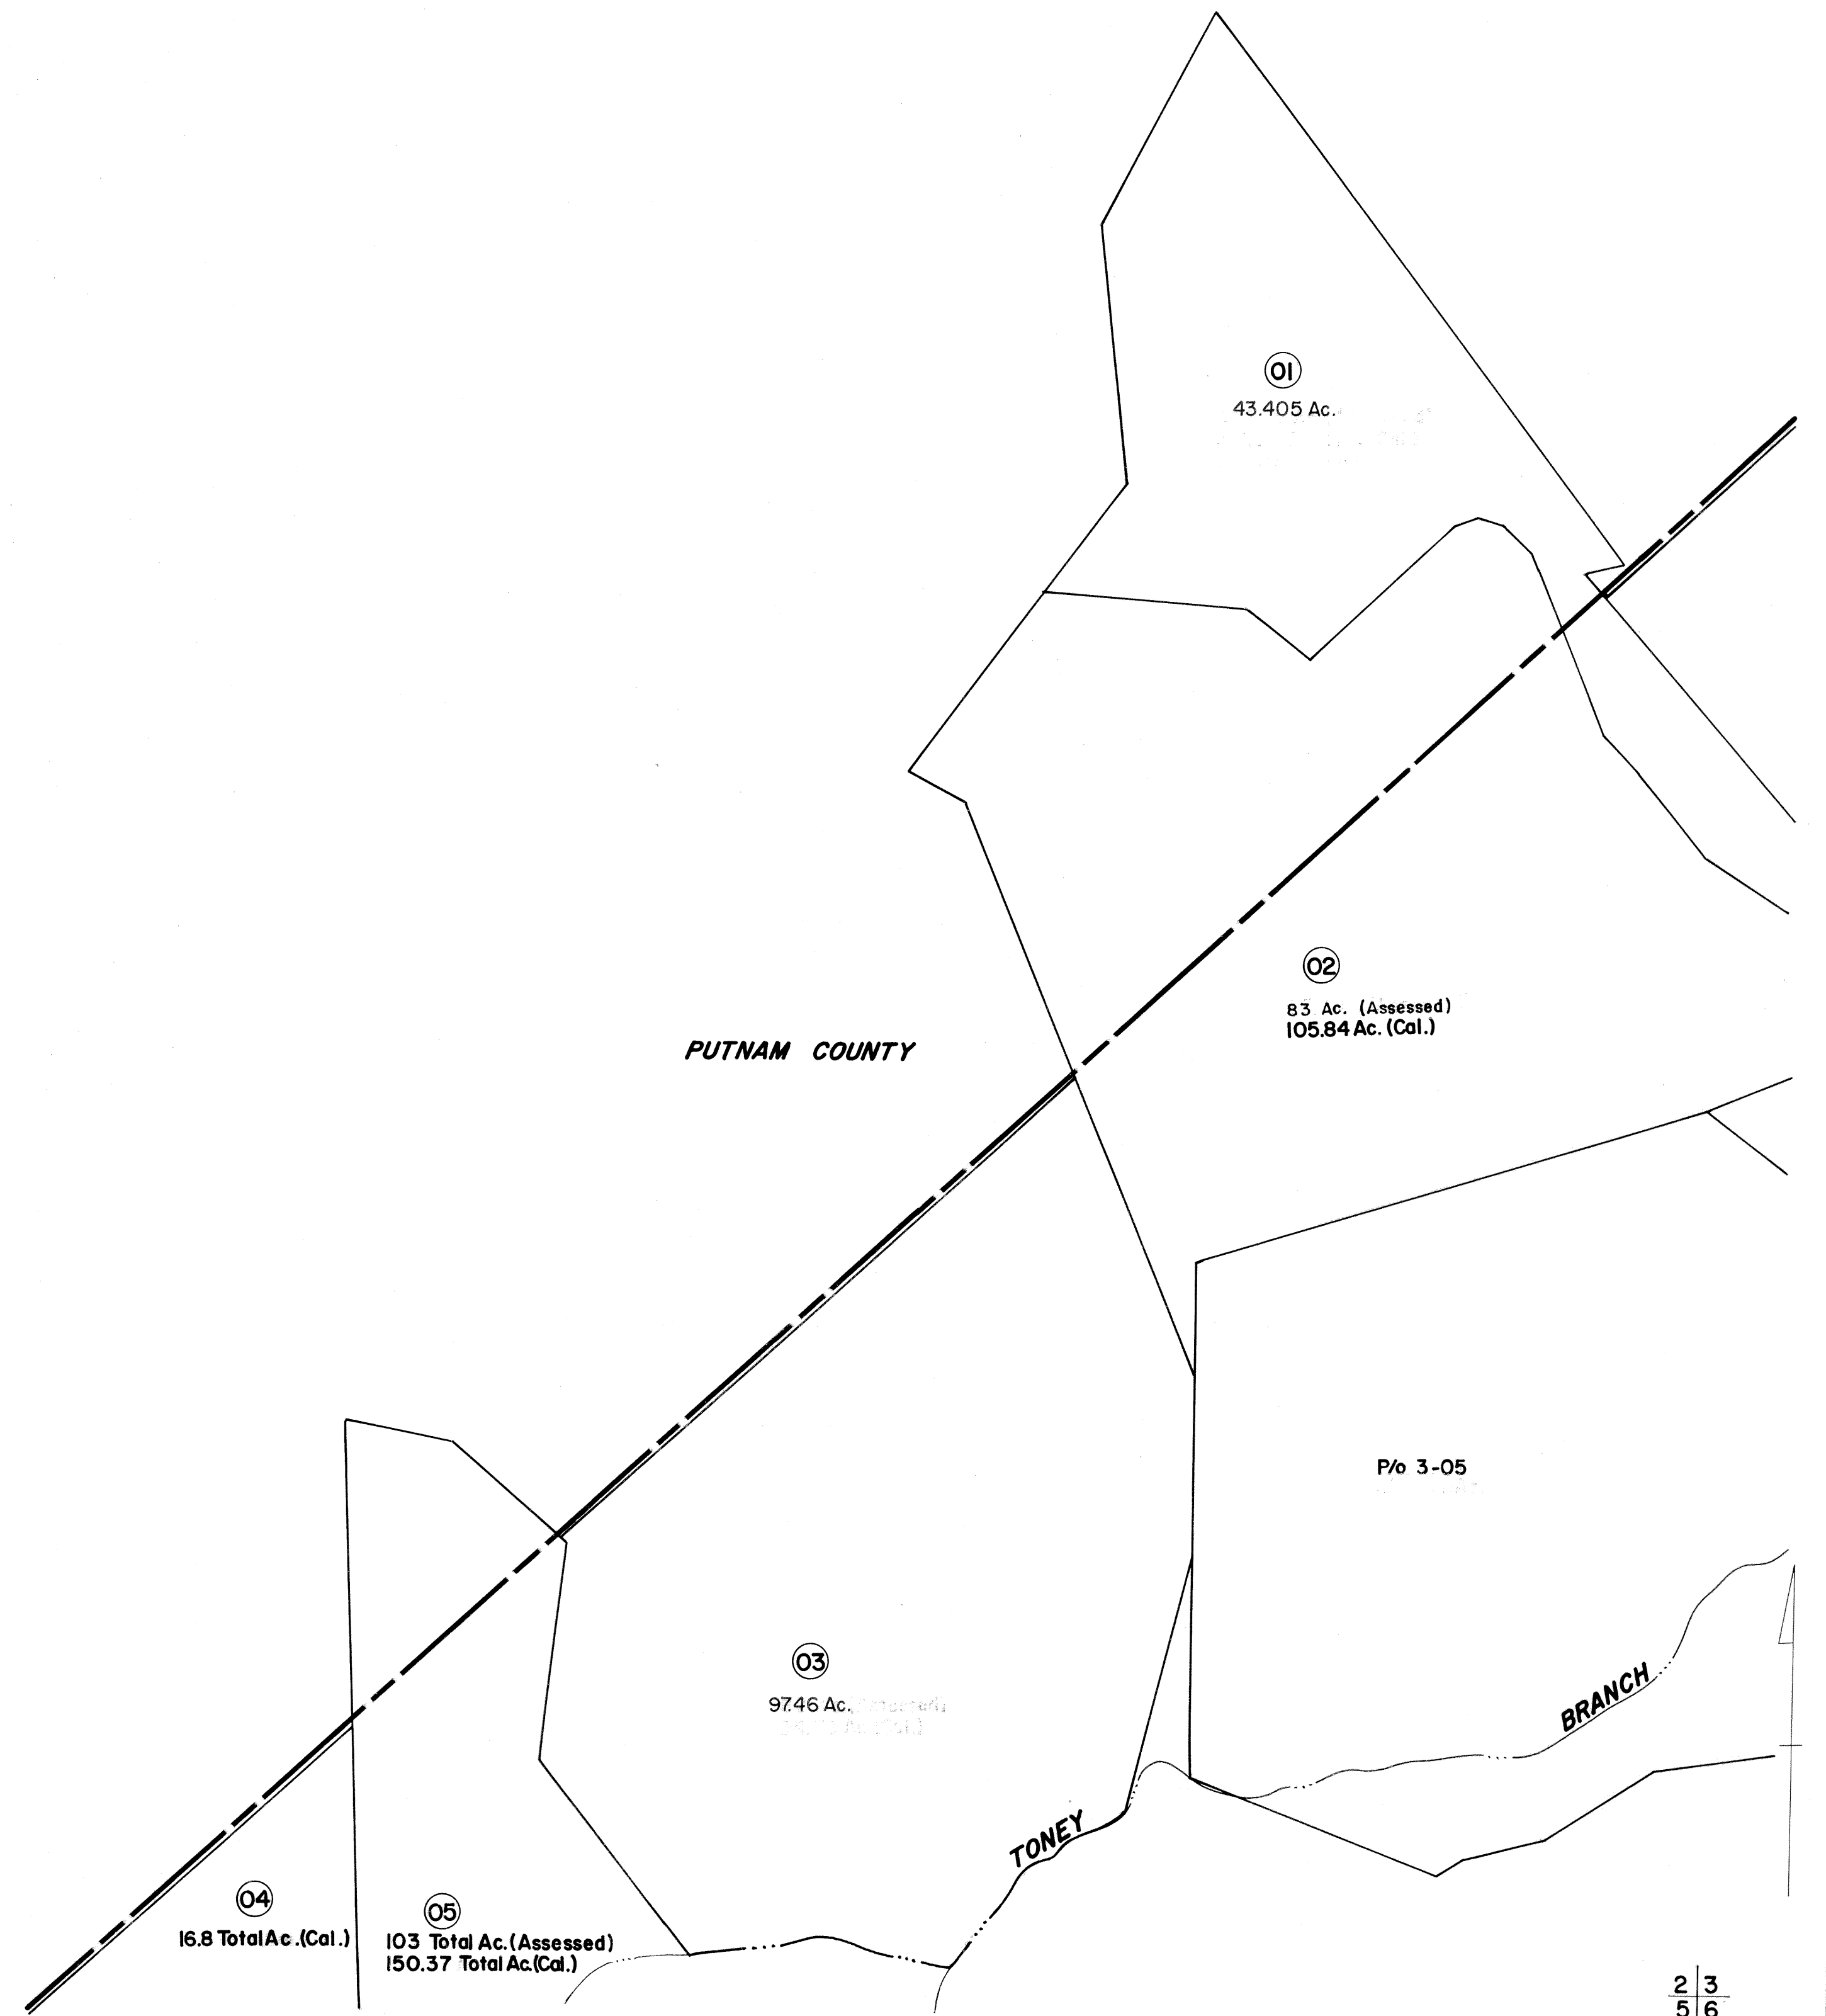 01
43.405 Ac.
02
83 Ac. (Assessed)
105.84 Ac. (Cal.)
PUTNAM COUNTY
P/o 3-05
03
97.46 Ac.
BRANCH
TONEY
04
16.8 Total Ac. (Cal.)
05
103 Total Ac. (Assessed)
150.37 Total Ac. (Cal.)
2 3
5 6